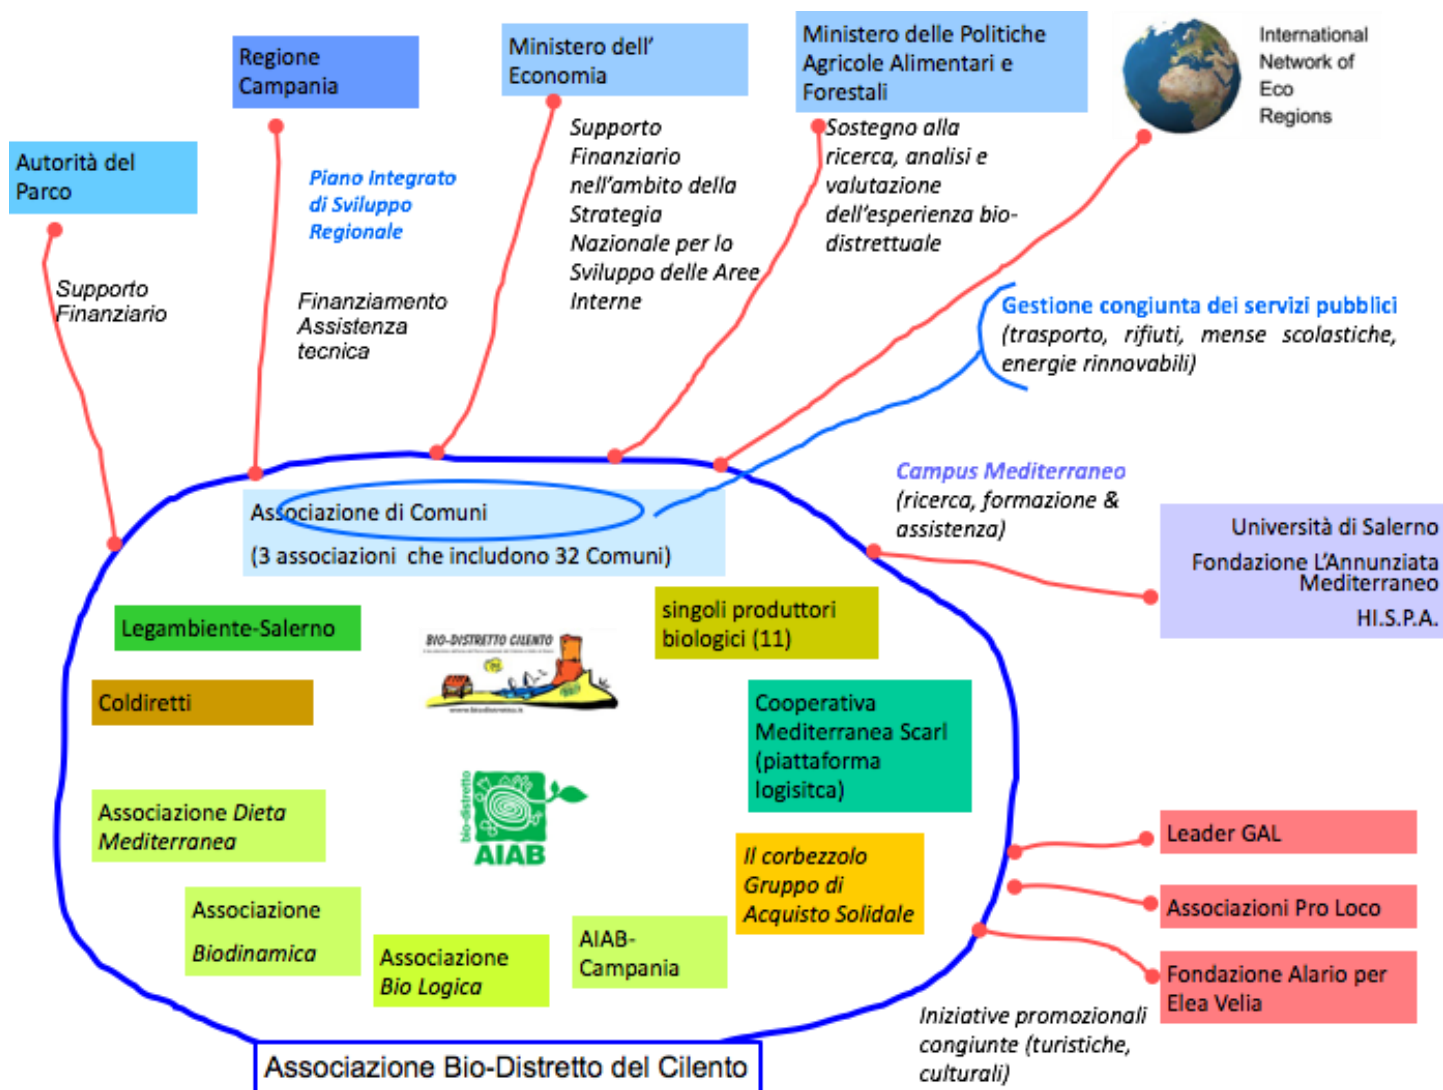 Regione
Campania
Ministero dell’
Economia
Ministero delle Politiche
Agricole Alimentari e
Forestali
International
Network of
Eco
Regions
Autorità del
Parco
Piano Integrato
di Sviluppo
Regionale
Supporto
Finanziario
nell’ambito della
Strategia
Nazionale per lo
Sviluppo delle Aree
Interne
Sostegno alla
ricerca, analisi e
valutazione
dell’esperienza bio-
distrettuale
Supporto
Finanziario
Finanziamento
Assistenza
tecnica
Gestione congiunta dei servizi pubblici
(trasporto, rifiuti, mense scolastiche,
energie rinnovabili)
Campus Mediterraneo
(ricerca, formazione &
assistenza)
Associazione di Comuni
(3 associazioni che includono 32 Comuni)
Università di Salerno
Fondazione L’Annunziata
Mediterraneo
HI.S.P.A.
Legambiente-Salerno
BIO-DISTRETTO CILENTO
www.biodistretto.it
singoli produttori
biologici (11)
Coldiretti
Cooperativa
Mediterranea Scarl
(piattaforma
logisitca)
Associazione Dieta
Mediterranea
bio-distretto
AIAB
Il corbezzolo
Gruppo di
Acquisto Solidale
Leader GAL
Associazioni Pro Loco
Fondazione Alario per
Elea Velia
Associazione
Biodinamica
Associazione
Bio Logica
AIAB-
Campania
Iniziative promozionali
congiunte (turistiche,
culturali)
Associazione Bio-Distretto del Cilento